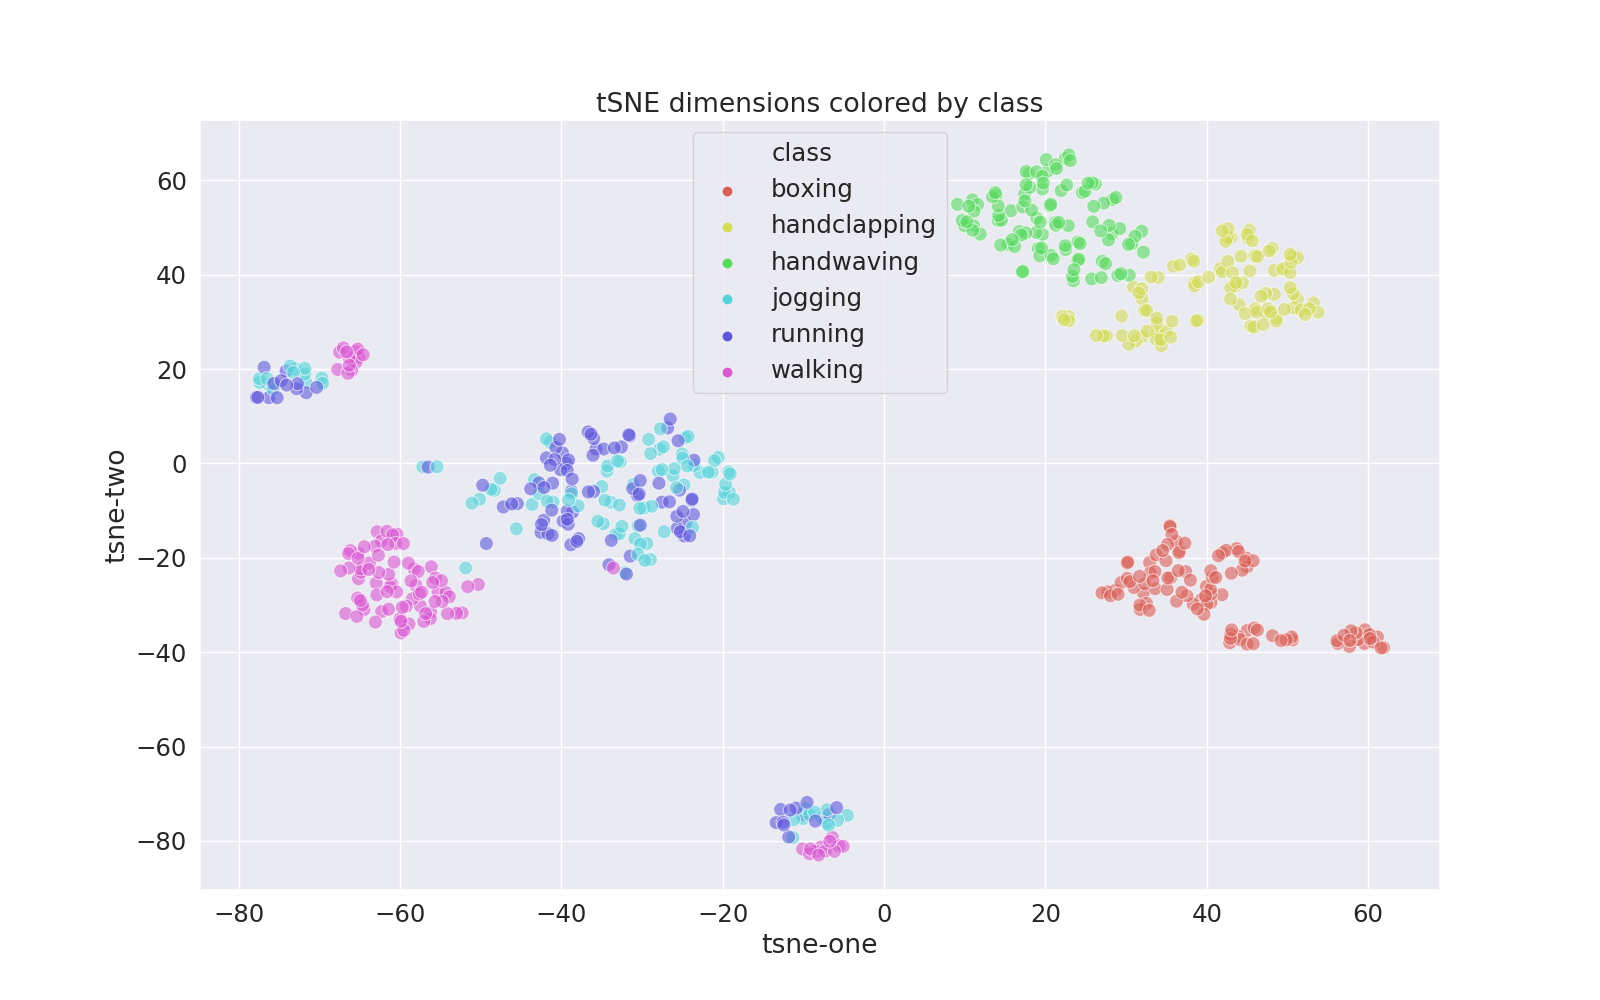 tSNE dimensions colored by class
class
boxing
handclapping
handwaving
jogging
running
walking
60
40
20
0
−20
−40
−60
−80
tsne-two
−80 −60 −40 −20 0 20 40 60
tsne-one